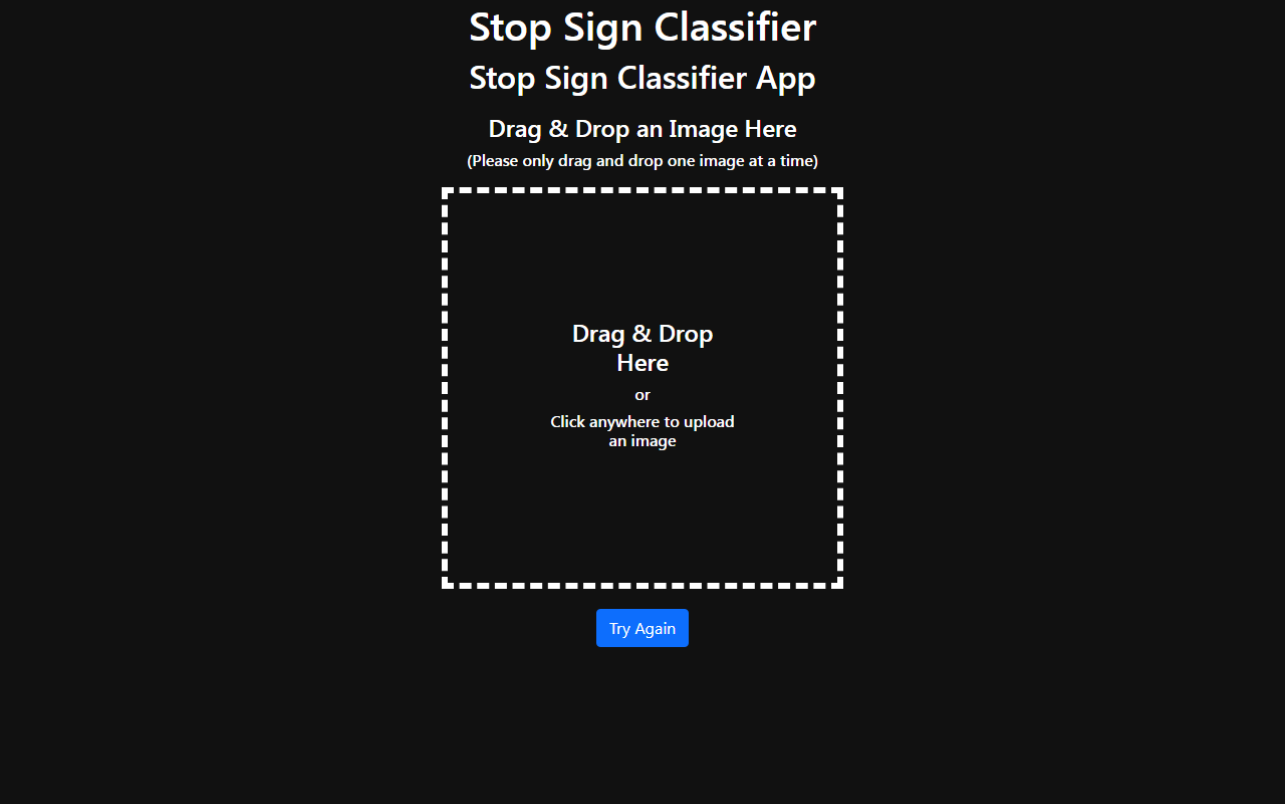 Stop Sign Classifier
Stop Sign Classifier App
Drag & Drop an Image Here
(Please only drag and drop one image at a time)
Drag & Drop
Here
or
Click anywhere to upload
an image
Try Again